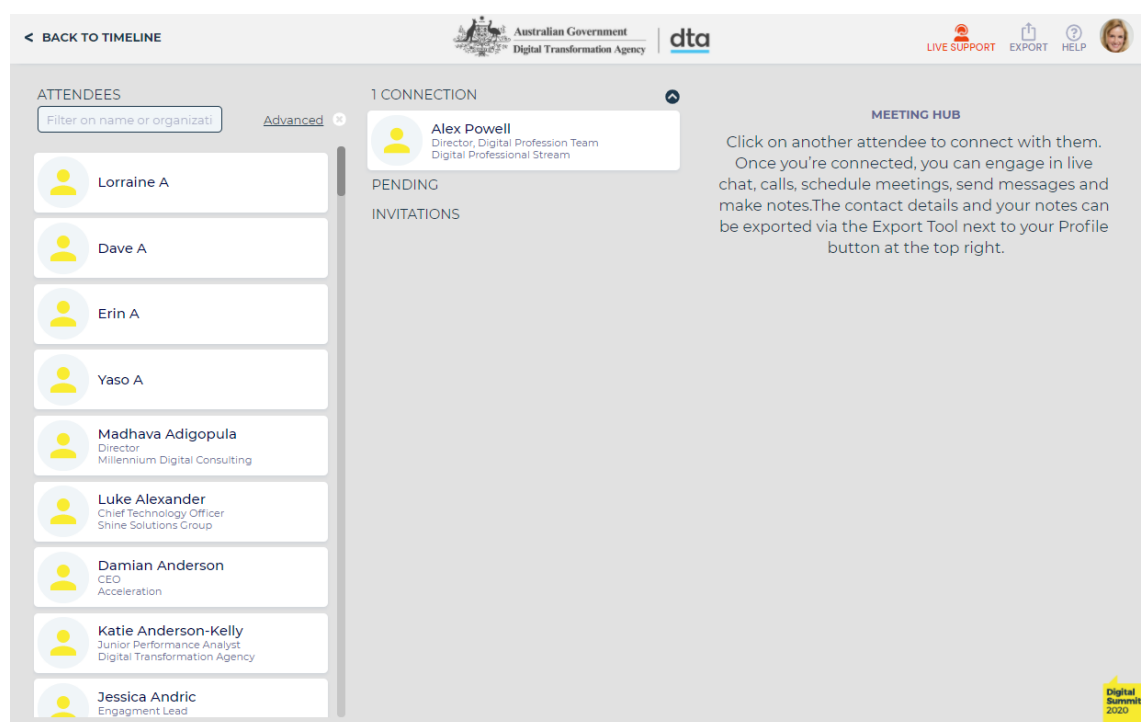 < BACK TO TIMELINE
Australian Government
Digital Transformation Agency
dta
LIVE SUPPORT
EXPORT
HELP
ATTENDEES
Filter on name or organizati
Advanced
Lorraine A
Dave A
Erin A
Yaso A
Madhava Adigopula
Director
Millennium Digital Consulting
Luke Alexander
Chief Technology Officer
Shine Solutions Group
Damian Anderson
CEO
Acceleration
Katie Anderson-Kelly
Junior Performance Analyst
Digital Transformation Agency
Jessica Andric
Engagment Lead
1 CONNECTION
Alex Powell
Director, Digital Profession Team
Digital Professional Stream
PENDING
INVITATIONS
MEETING HUB
Click on another attendee to connect with them.
Once you're connected, you can engage in live
chat, calls, schedule meetings, send messages and
make notes.The contact details and your notes can
be exported via the Export Tool next to your Profile
button at the top right.
Digital
Summit
2020